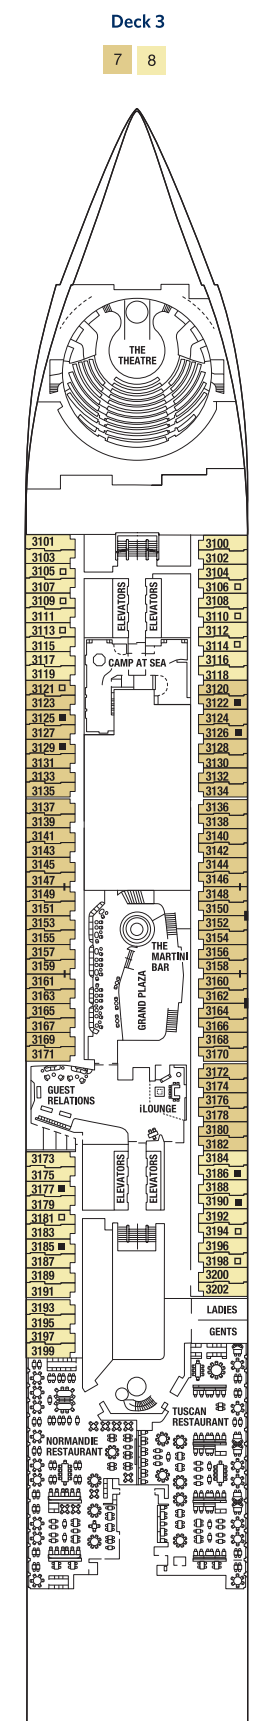 Deck 3
7 8
THE
THEATRE
3101 3100
3103 3102
3105 3104
3107 ELEVATORS ELEVATORS 3106
3109 3108
3111 3110
3113 3112
3115 3114
3117 CAMP AT SEA 3116
3119 3118
3121 3120
3123 3122
3125 3124
3127 3126
3129 3128
3131 3130
3133 3132
3135 3134
3137 3136
3139 3138
3141 3140
3143 3142
3145 3144
3147 3146
3149 3148
3151 3150
3153 3152
3155 3154
3157 3156
3159 3158
3161 3160
3163 3162
3165 3164
3167 3166
3169 3168
3171 3170
THE
MARTINI
BAR
GRAND PLAZA
3172
3174
3176
3178
3180
3182
GUEST
RELATIONS
iLOUNGE
ELEVATORS ELEVATORS
3173 3184
3175 3186
3177 3188
3179 3190
3181 3192
3183 3194
3185 3196
3187 3198
3189 3200
3191 3202
3193
3195
3197
3199
LADIES
GENTS
TUSCAN
RESTAURANT
NORMANDIE
RESTAURANT